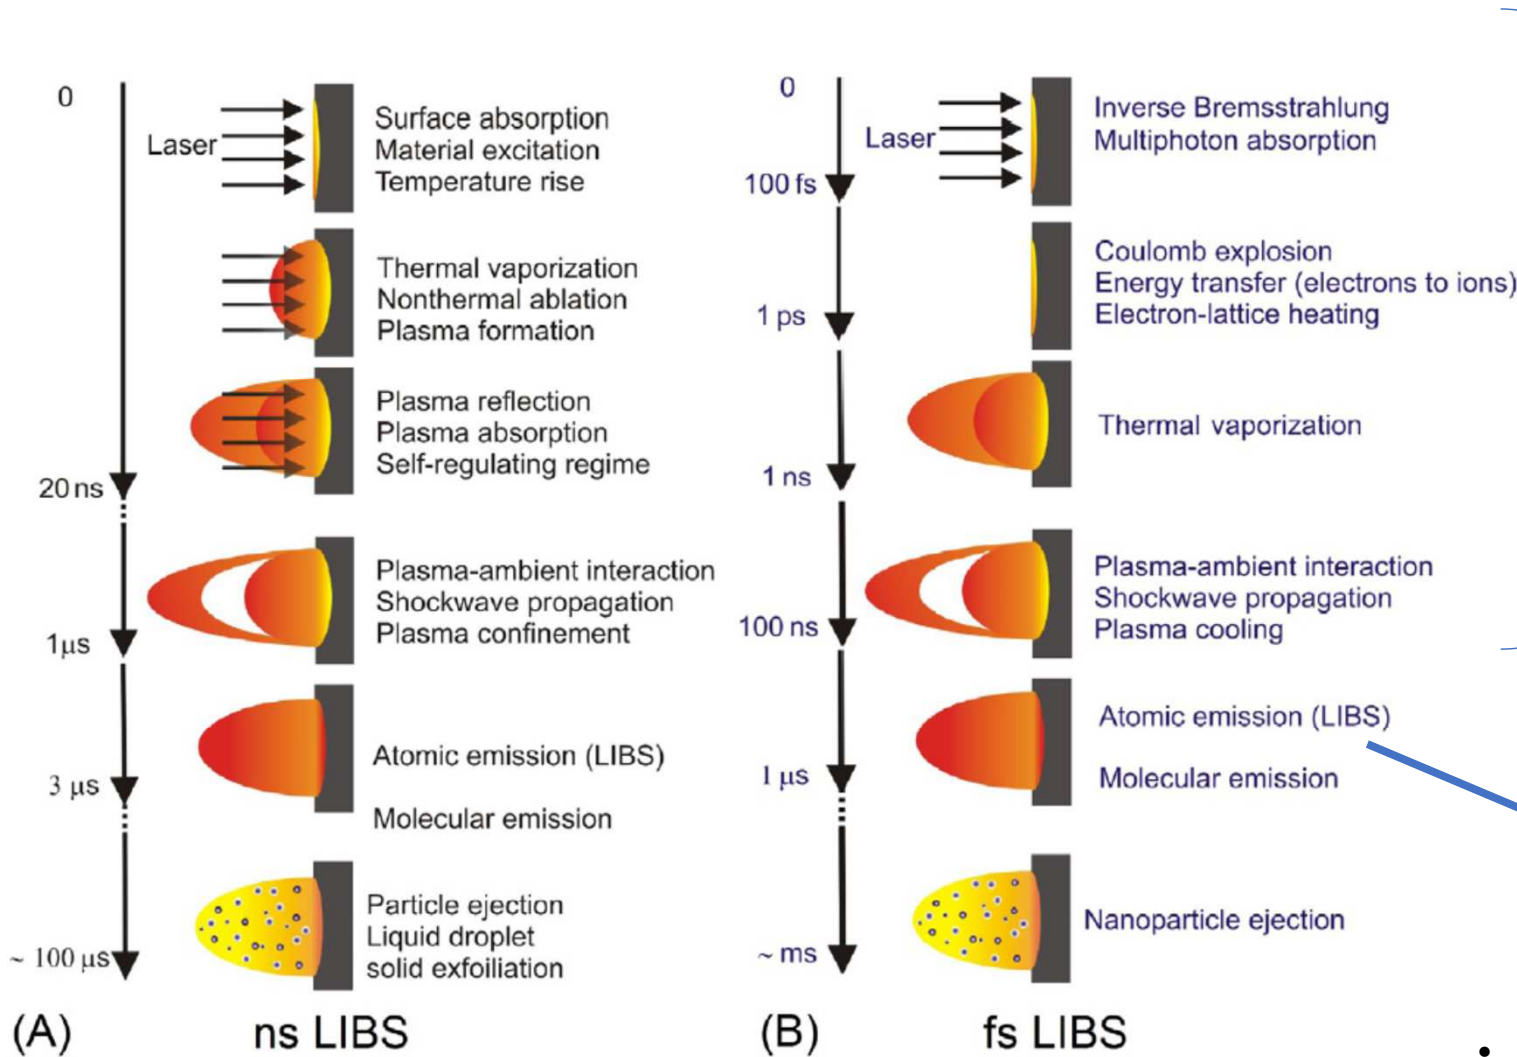 0
Laser
Surface absorption
Material excitation
Temperature rise
Thermal vaporization
Nonthermal ablation
Plasma formation
Plasma reflection
Plasma absorption
Self-regulating regime
20 ns
Plasma-ambient interaction
Shockwave propagation
Plasma confinement
1μs
Atomic emission (LIBS)
3 μs
Molecular emission
Particle ejection
Liquid droplet
solid exfoiliation
~ 100 μs
(A)
ns LIBS
0
Laser
Inverse Bremsstrahlung
Multiphoton absorption
100 fs
Coulomb explosion
Energy transfer (electrons to ions)
Electron-lattice heating
1 ps
Thermal vaporization
1 ns
Plasma-ambient interaction
Shockwave propagation
Plasma cooling
100 ns
Atomic emission (LIBS)
Molecular emission
1 μs
Nanoparticle ejection
~ ms
(B)
fs LIBS